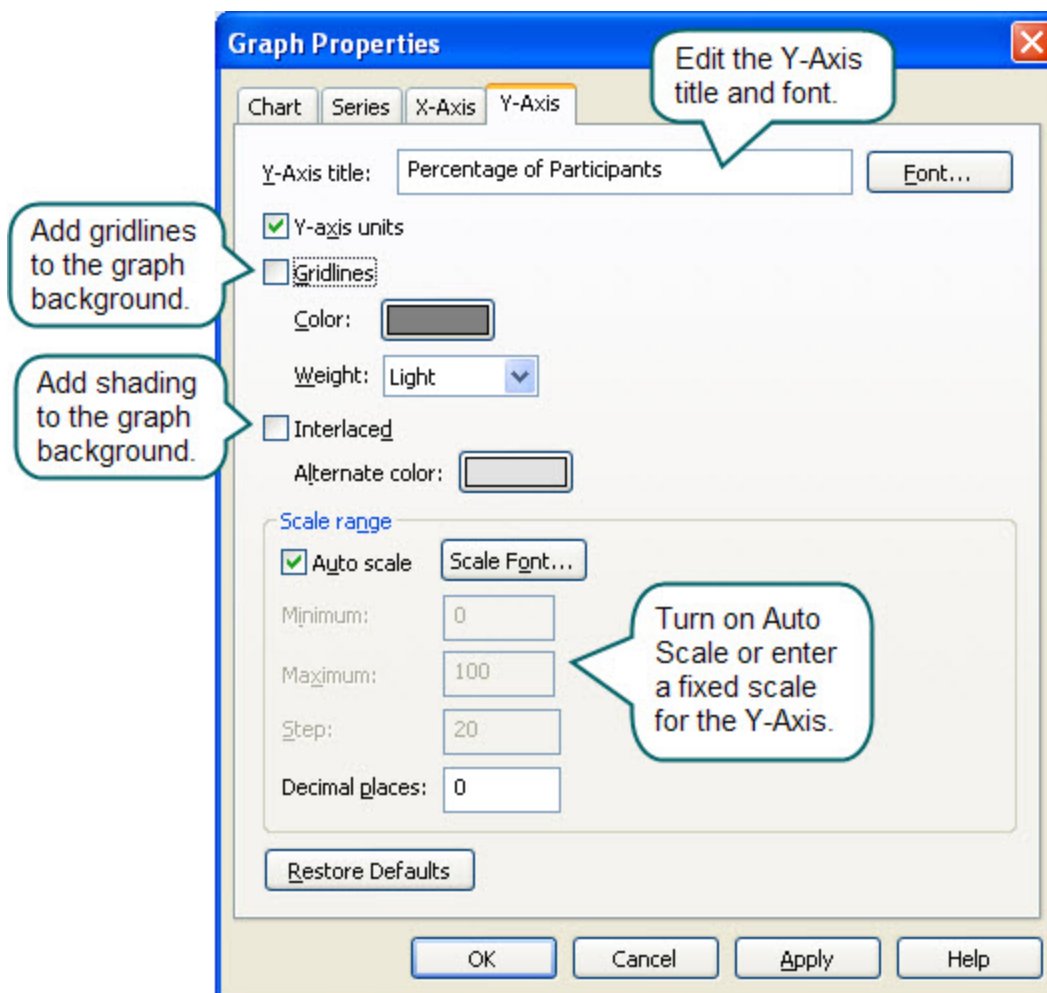 Graph Properties
Edit the Y-Axis
title and font.
Chart Series X-Axis Y-Axis
Y-Axis title: Percentage of Participants Font...
Y-axis units
Add gridlines
to the graph
background.
Gridlines
Color:
Weight: Light
Add shading
to the graph
background.
Interlaced
Alternate color:
Scale range
Auto scale Scale Font...
Minimum: 0
Maximum: 100
Step: 20
Decimal places: 0
Turn on Auto
Scale or enter
a fixed scale
for the Y-Axis.
Restore Defaults
OK Cancel Apply Help